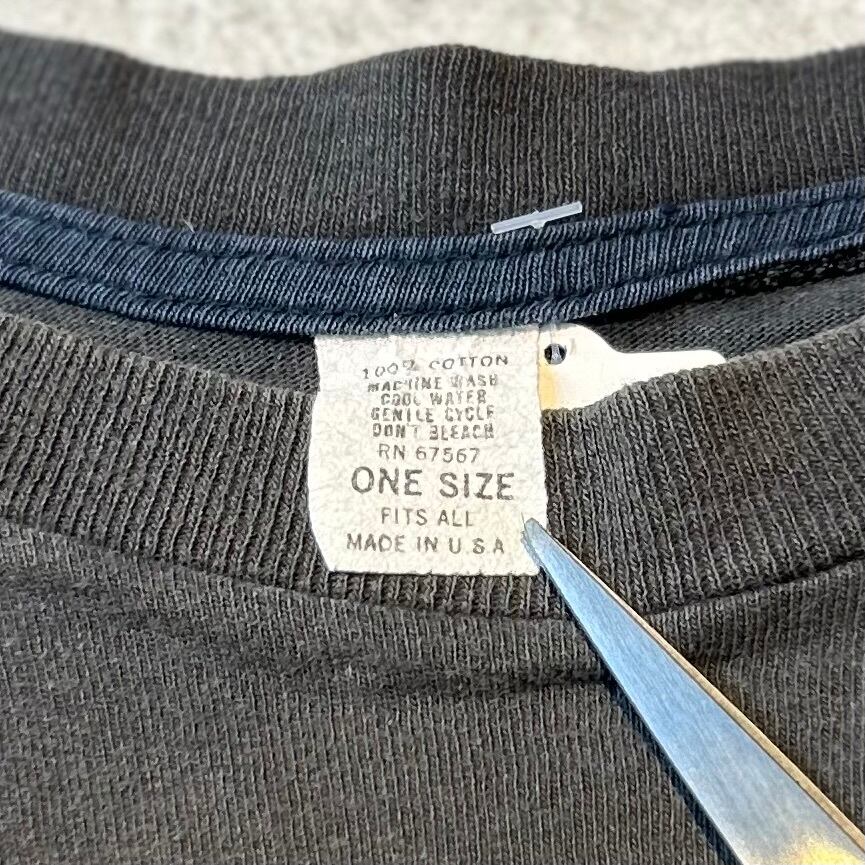 100% COTTON
MACHINE WASH
COOL WATER
GENTLE CYCLE
DON'T BLEACH
RN 67567
ONE SIZE
FITS ALL
MADE IN U.S.A